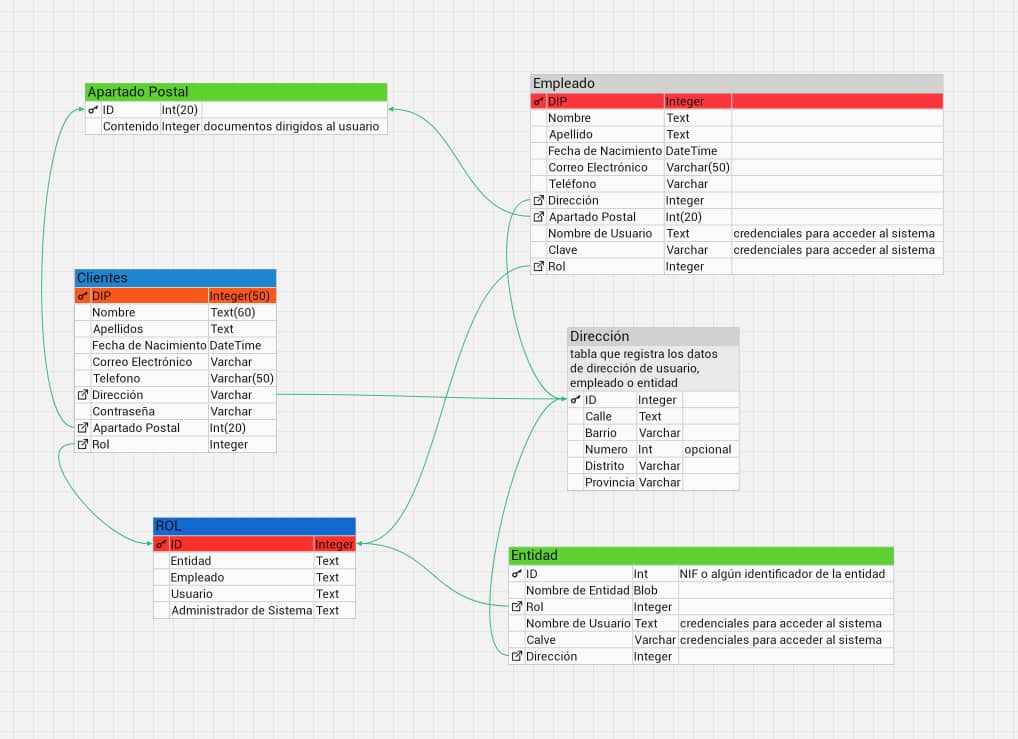 Apartado Postal
ID Int(20)
Contenido Integer documentos dirigidos al usuario
Empleado
DIP Integer
Nombre Text
Apellido Text
Fecha de Nacimiento DateTime
Correo Electrónico Varchar(50)
Teléfono Varchar
Dirección Integer
Apartado Postal Int(20)
Nombre de Usuario Text credenciales para acceder al sistema
Clave Varchar credenciales para acceder al sistema
Rol Integer
Clientes
DIP Integer(50)
Nombre Text(60)
Apellidos Text
Fecha de Nacimiento DateTime
Correo Electrónico Varchar
Telefono Varchar(50)
Dirección Varchar
Contraseña Varchar
Apartado Postal Int(20)
Rol Integer
Dirección
tabla que registra los datos
de dirección de usuario,
empleado o entidad
ID Integer
Calle Text
Barrio Varchar
Numero Int opcional
Distrito Varchar
Provincia Varchar
ROL
ID Integer
Entidad Text
Empleado Text
Usuario Text
Administrador de Sistema Text
Entidad
ID Int NIF o algún identificador de la entidad
Nombre de Entidad Blob
Rol Integer
Nombre de Usuario Text credenciales para acceder al sistema
Calve Varchar credenciales para acceder al sistema
Dirección Integer